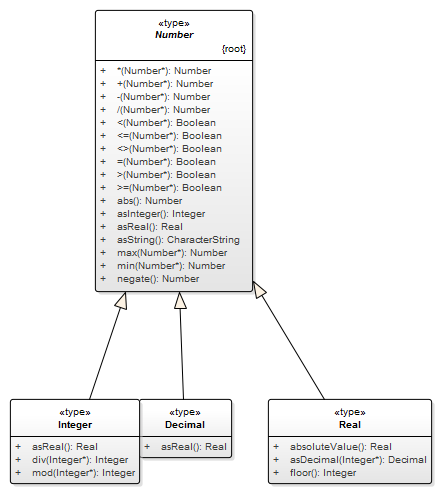 «type»
Number
{root}
+ *(Number*): Number
+ +(Number*): Number
+ -(Number*): Number
+ /(Number*): Number
+ <(Number*): Boolean
+ <=(Number*): Boolean
+ <>(Number*): Boolean
+ =(Number*): Boolean
+ >(Number*): Boolean
+ >=(Number*): Boolean
+ abs(): Number
+ asInteger(): Integer
+ asReal(): Real
+ asString(): CharacterString
+ max(Number*): Number
+ min(Number*): Number
+ negate(): Number
«type»
Integer
+ asReal(): Real
+ div(Integer*): Integer
+ mod(Integer*): Integer
«type»
Decimal
+ asReal(): Real
«type»
Real
+ absoluteValue(): Real
+ asDecimal(Integer*): Decimal
+ floor(): Integer